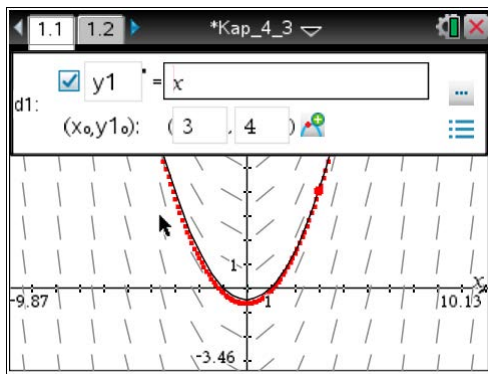 1.1 1.2 *Kap_4_3
y1' = x
d1:
(x₀,y1₀): ( 3 , 4 )
...
1
x
-9.87 1 10.13
-3.46